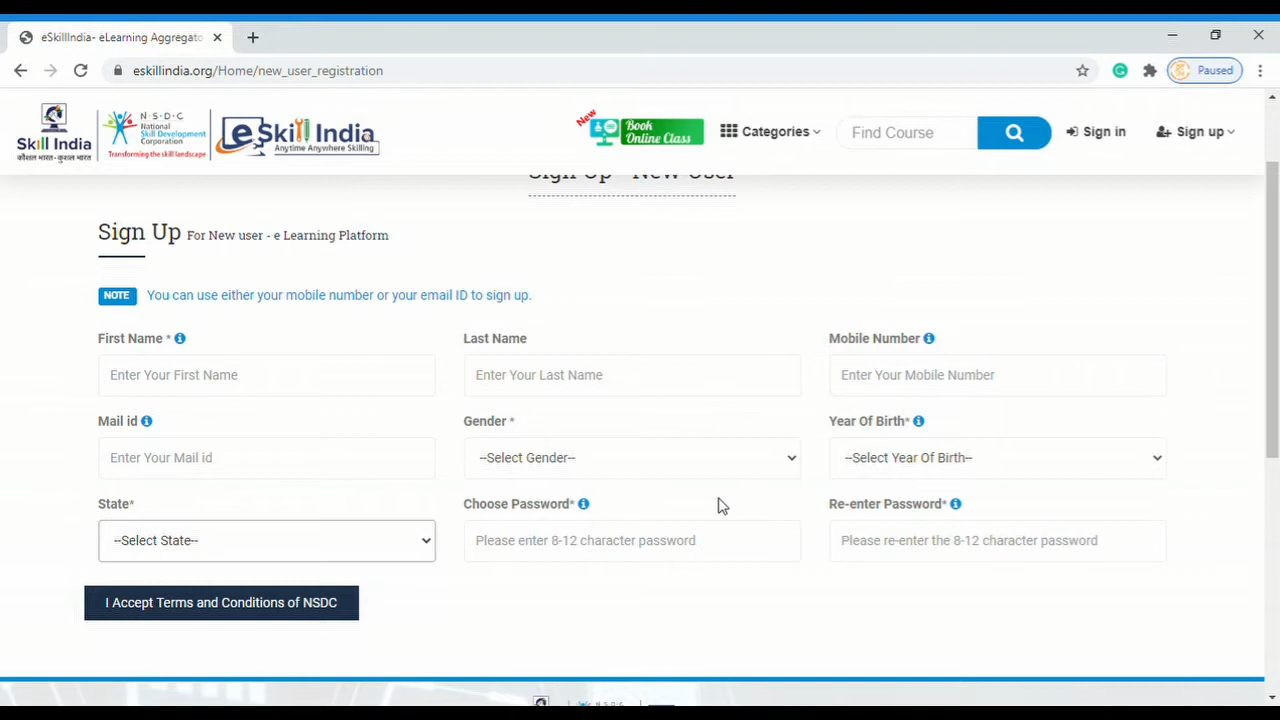 eSkillIndia- eLearning Aggregato
eskillindia.org/Home/new_user_registration
Paused
Skill India
कौशल भारत - कुशल भारत
N·S·D·C
National
Skill Development
Corporation
Transforming the skill landscape
eSkill India
Anytime Anywhere Skilling
New
Book
Online Class
Categories
Find Course
Sign in
Sign up
Sign Up - New User
Sign Up For New user - e Learning Platform
NOTE You can use either your mobile number or your email ID to sign up.
First Name * Last Name Mobile Number
Enter Your First Name Enter Your Last Name Enter Your Mobile Number
Mail id Gender * Year Of Birth*
Enter Your Mail id --Select Gender-- --Select Year Of Birth--
State* Choose Password* Re-enter Password*
--Select State-- Please enter 8-12 character password Please re-enter the 8-12 character password
I Accept Terms and Conditions of NSDC
N·S·D·C